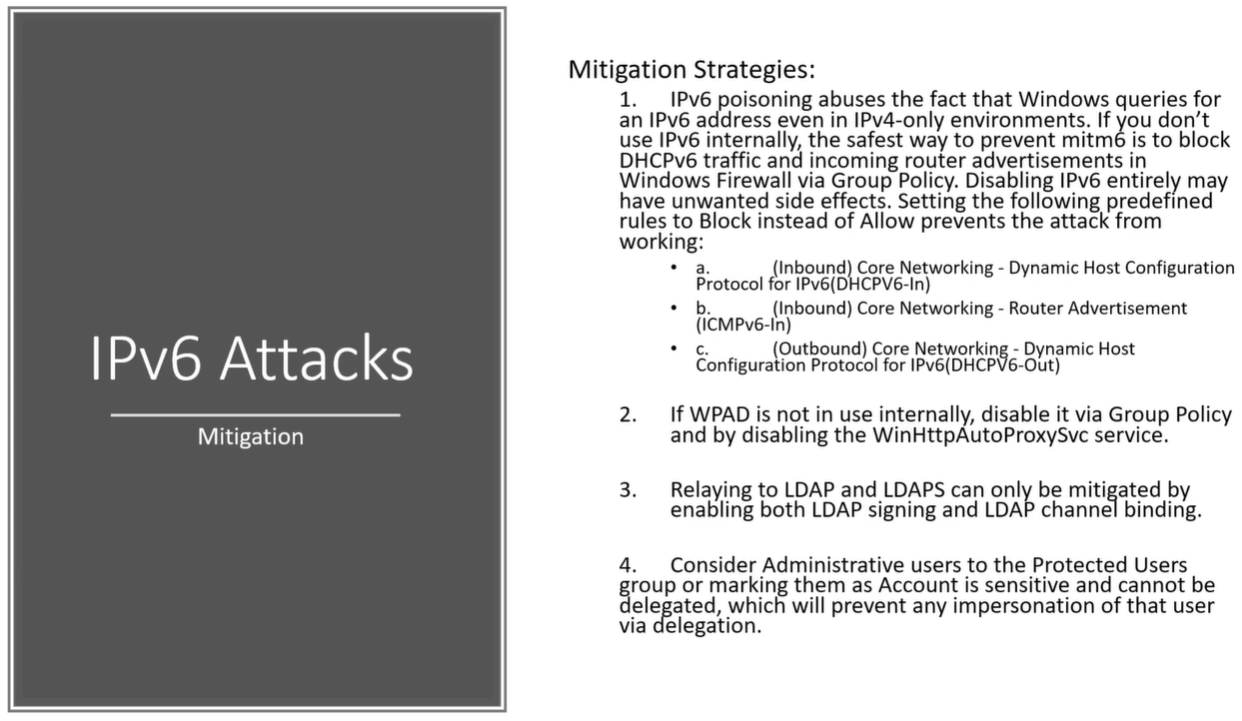 IPv6 Attacks
Mitigation
Mitigation Strategies:
1. IPv6 poisoning abuses the fact that Windows queries for
an IPv6 address even in IPv4-only environments. If you don't
use IPv6 internally, the safest way to prevent mitm6 is to block
DHCPv6 traffic and incoming router advertisements in
Windows Firewall via Group Policy. Disabling IPv6 entirely may
have unwanted side effects. Setting the following predefined
rules to Block instead of Allow prevents the attack from
working:
• a. (Inbound) Core Networking - Dynamic Host Configuration
Protocol for IPv6(DHCPV6-In)
• b. (Inbound) Core Networking - Router Advertisement
(ICMPv6-In)
• c. (Outbound) Core Networking - Dynamic Host
Configuration Protocol for IPv6(DHCPV6-Out)
2. If WPAD is not in use internally, disable it via Group Policy
and by disabling the WinHttpAutoProxySvc service.
3. Relaying to LDAP and LDAPS can only be mitigated by
enabling both LDAP signing and LDAP channel binding.
4. Consider Administrative users to the Protected Users
group or marking them as Account is sensitive and cannot be
delegated, which will prevent any impersonation of that user
via delegation.